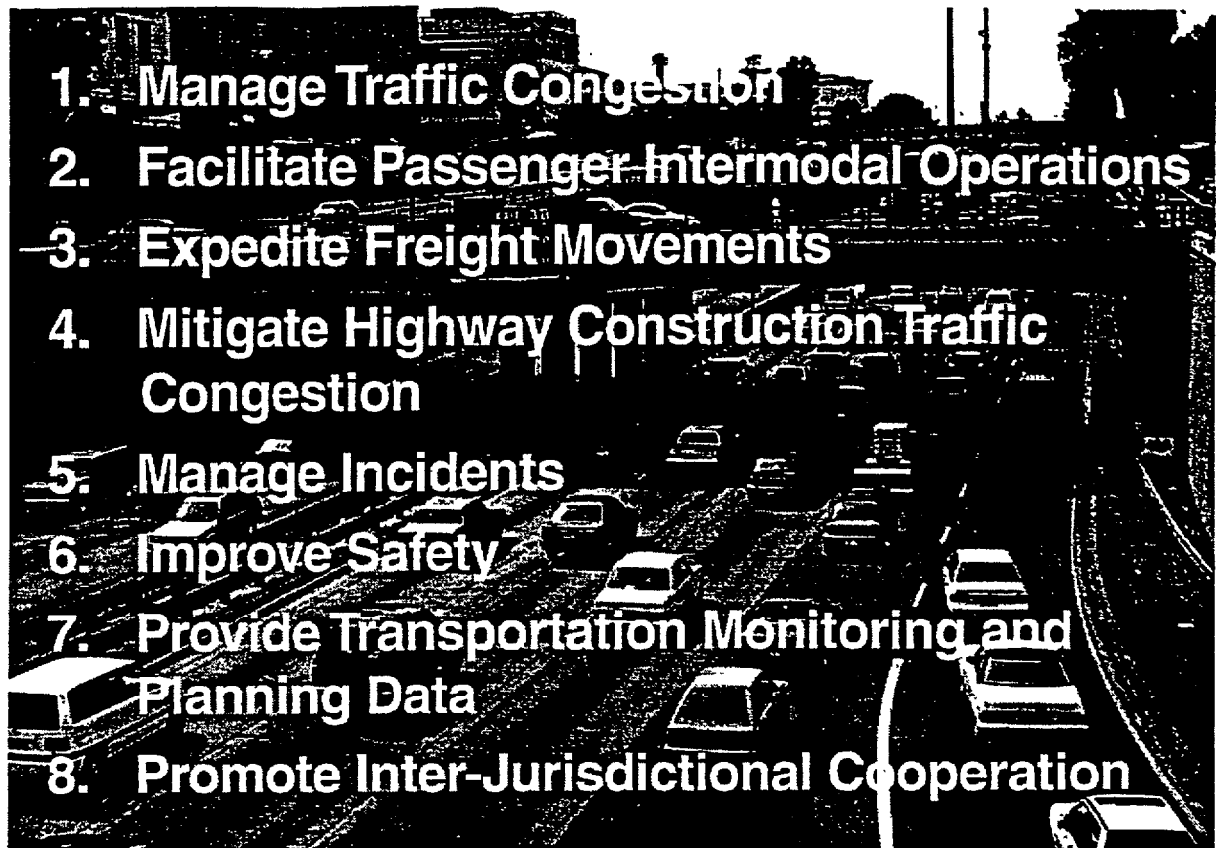 1. Manage Traffic Congestion
2. Facilitate Passenger Intermodal Operations
3. Expedite Freight Movements
4. Mitigate Highway Construction Traffic
Congestion
5. Manage Incidents
6. Improve Safety
7. Provide Transportation Monitoring and
Planning Data
8. Promote Inter-Jurisdictional Cooperation